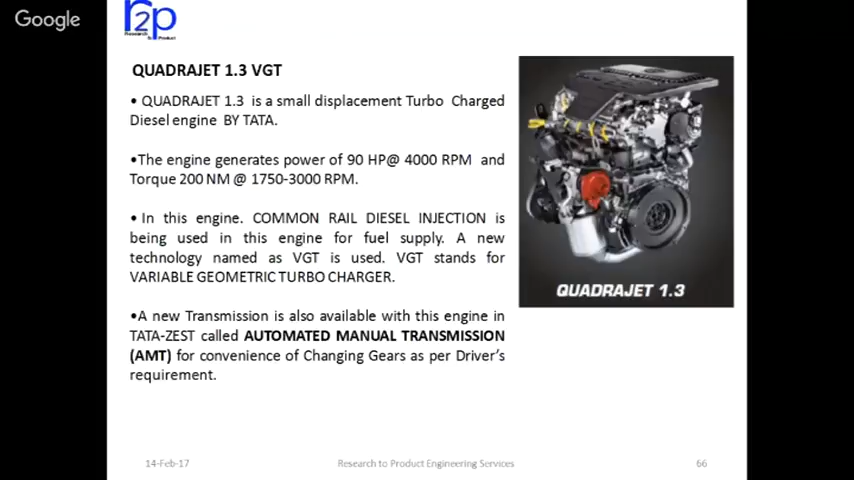 Google
r2p
Research to Product
QUADRAJET 1.3 VGT
• QUADRAJET 1.3 is a small displacement Turbo Charged
Diesel engine BY TATA.
•The engine generates power of 90 HP@ 4000 RPM and
Torque 200 NM @ 1750-3000 RPM.
• In this engine. COMMON RAIL DIESEL INJECTION is
being used in this engine for fuel supply. A new
technology named as VGT is used. VGT stands for
VARIABLE GEOMETRIC TURBO CHARGER.
•A new Transmission is also available with this engine in
TATA-ZEST called AUTOMATED MANUAL TRANSMISSION
(AMT) for convenience of Changing Gears as per Driver's
requirement.
QUADRAJET 1.3
14-Feb-17
Research to Product Engineering Services
66